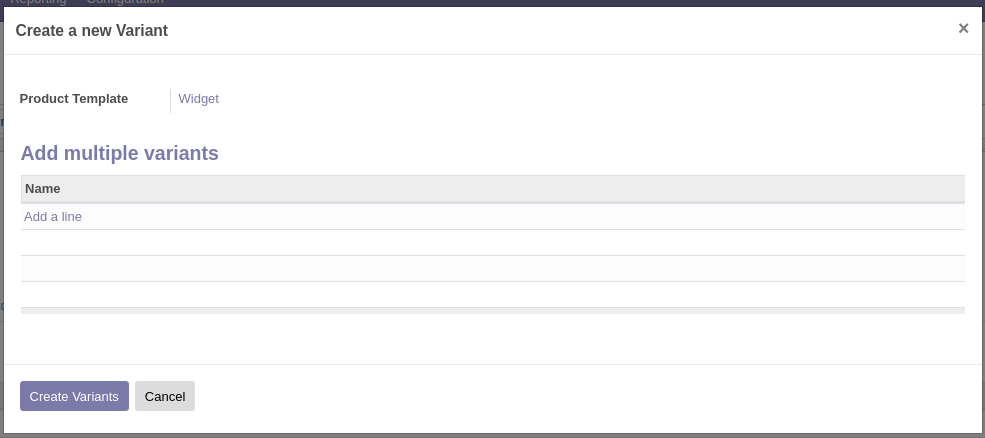 Reporting Configuration
Create a new Variant ×
Product Template Widget
Add multiple variants
Name
Add a line
Create Variants Cancel